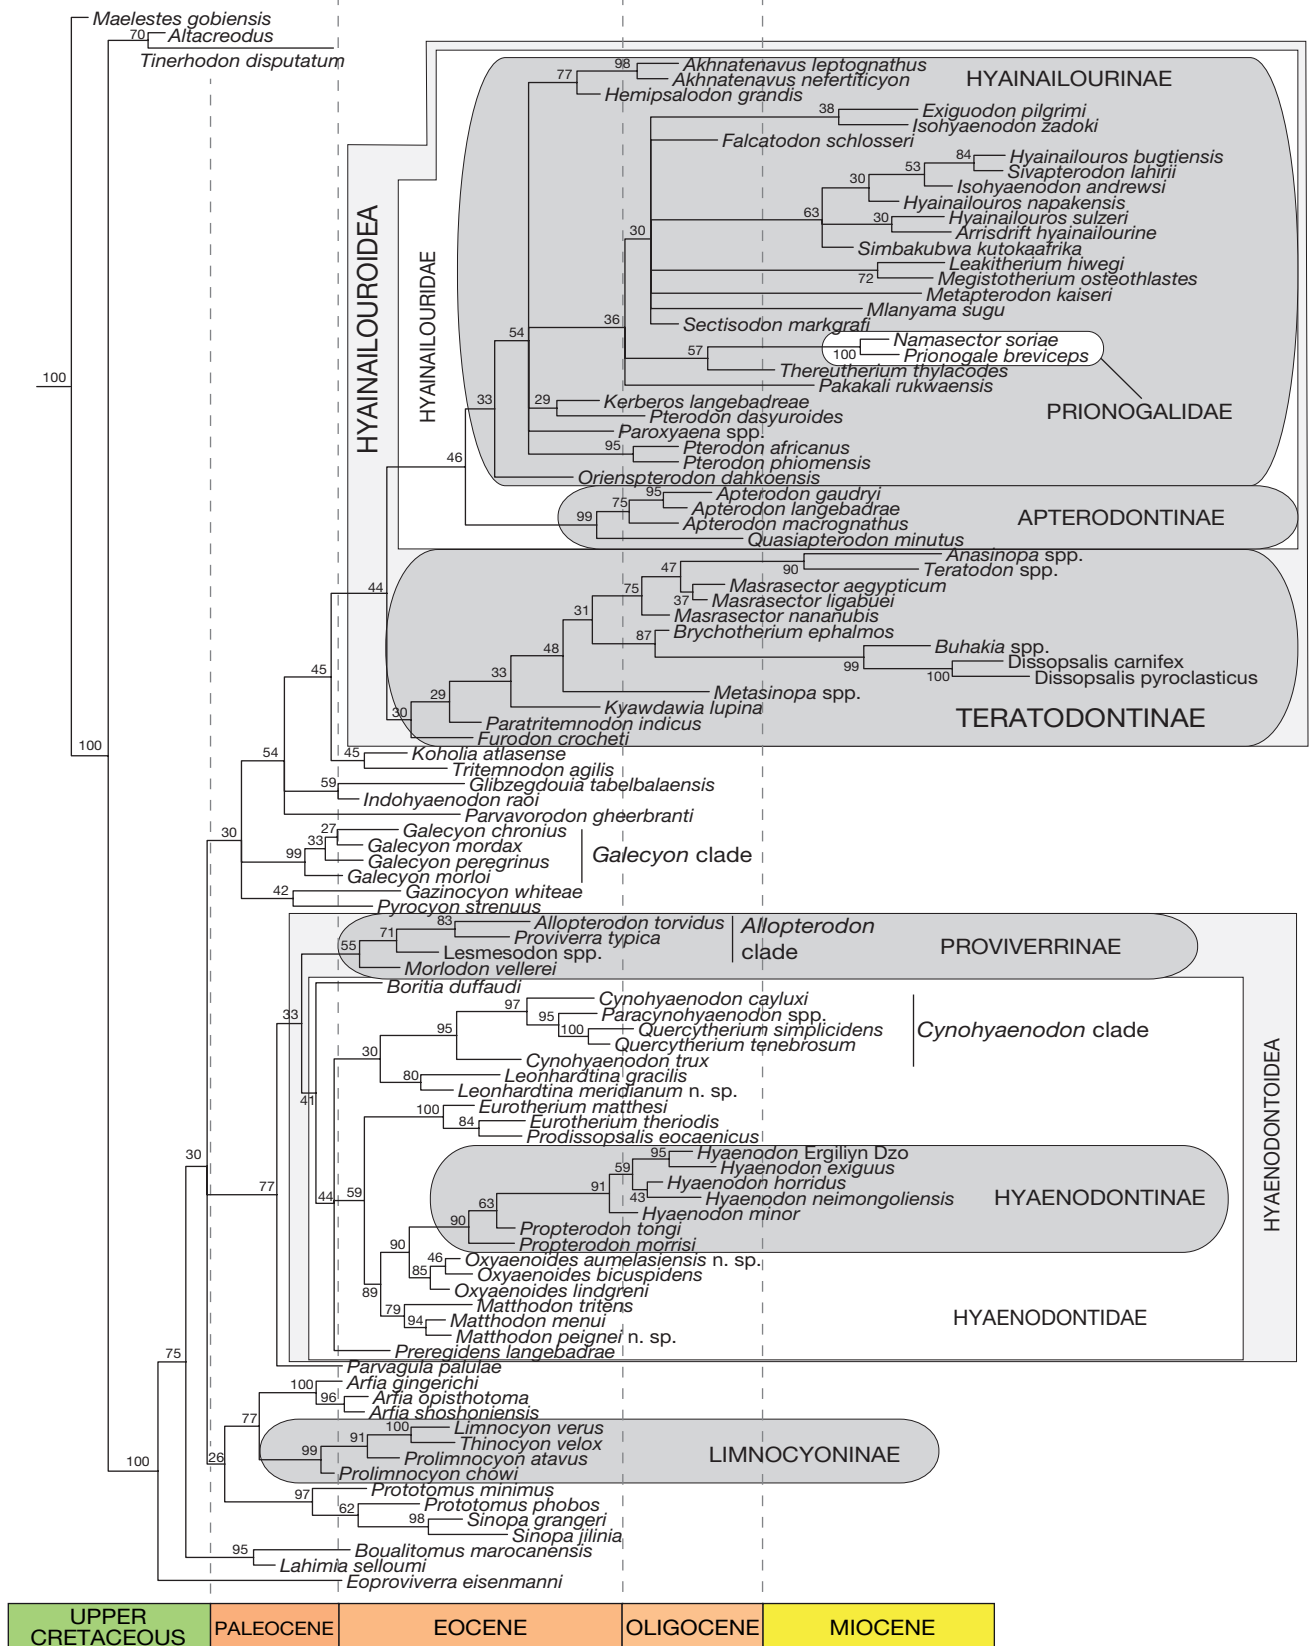 Maelestes gobiensis
70
Altacreodus
Tinerhodon disputatum
98
Akhnatenavus leptognathus
HYAINAILOURINAE
77
Akhnatenavus nefertiticyon
Hemipsalodon grandis
38
Exiguodon pilgrimi
Isohyaenodon zadoki
Falcatodon schlosseri
84
Hyainailouros bugtiensis
53
Sivapterodon lahirii
30
Isohyaenodon andrewsi
Hyainailouros napakensis
63
30
Hyainailouros sulzeri
Arrisdrift hyainailourine
30
Simbakubwa kutokaafrika
Leakitherium hiwegi
72
Megistotherium osteothlastes
Metapterodon kaiseri
Mlanyama sugu
36
Sectisodon markgrafi
54
Namasector soriae
57
100
Prionogale breviceps
Thereutherium thylacodes
Pakakali rukwaensis
100
HYAINAILOUROIDEA
HYAINAILOURIDAE
33
29
Kerberos langebadreae
PRIONOGALIDAE
Pterodon dasyuroides
Paroxyaena spp.
95
Pterodon africanus
46
Pterodon phiomensis
Orienspterodon dahkoensis
95
Apterodon gaudryi
75
Apterodon langebadrae
99
Apterodon macrognathus
APTERODONTINAE
Quasiapterodon minutus
Anasinopa spp.
47
90
Teratodon spp.
44
75
Masrasector aegypticum
37
Masrasector ligabuei
31
Masrasector nananubis
87
Brychotherium ephalmos
48
Buhakia spp.
45
99
Dissopsalis carnifex
33
100
Dissopsalis pyroclasticus
29
Metasinopa spp.
30
Kyawdawia lupina
TERATODONTINAE
Paratritemnodon indicus
Furodon crocheti
100
54
45
Koholia atlasense
Tritemnodon agilis
59
Glibzegdouia tabelbalaensis
Indohyaenodon raoi
Parvavorodon gheerbranti
30
27
Galecyon chronius
33
Galecyon mordax
99
Galecyon peregrinus
Galecyon clade
Galecyon morloi
42
Gazinocyon whiteae
Pyrocyon strenuus
83
Allopterodon torvidus
Allopterodon
clade
71
Proviverra typica
PROVIVERRINAE
55
Lesmesodon spp.
Morlodon vellerei
Boritia duffaudi
97
Cynohyaenodon cayluxi
33
95
Paracynohyaenodon spp.
95
100
Quercytherium simplicidens
Cynohyaenodon clade
Quercytherium tenebrosum
30
Cynohyaenodon trux
80
Leonhardtina gracilis
41
Leonhardtina meridianum n. sp.
100
Eurotherium matthesi
84
Eurotherium theriodis
Prodissopsalis eocaenicus
30
95
Hyaenodon Ergiliyn Dzo
59
Hyaenodon exiguus
77
44
59
91
Hyaenodon horridus
43
Hyaenodon neimongoliensis
HYAENODONTINAE
63
Hyaenodon minor
90
Propterodon tongi
Propterodon morrisi
HYAENODONTOIDEA
90
46
Oxyaenoides aumelasiensis n. sp.
85
Oxyaenoides bicuspidens
89
Oxyaenoides lindgreni
79
Matthodon tritens
94
Matthodon menui
HYAENODONTIDAE
Matthodon peignei n. sp.
75
Preregidens langebadrae
Parvagula palulae
100
Arfia gingerichi
96
Arfia opisthotoma
Arfia shoshoniensis
77
100
Limnocyon verus
91
Thinocyon velox
LIMNOCYONINAE
99
Prolimnocyon atavus
100
26
Prolimnocyon chowi
97
Prototomus minimus
62
Prototomus phobos
98
Sinopa grangeri
Sinopa jilinia
95
Boualitomus marocanensis
Lahimia selloumi
Eoproviverra eisenmanni
UPPER
CRETACEOUS
PALEOCENE
EOCENE
OLIGOCENE
MIOCENE